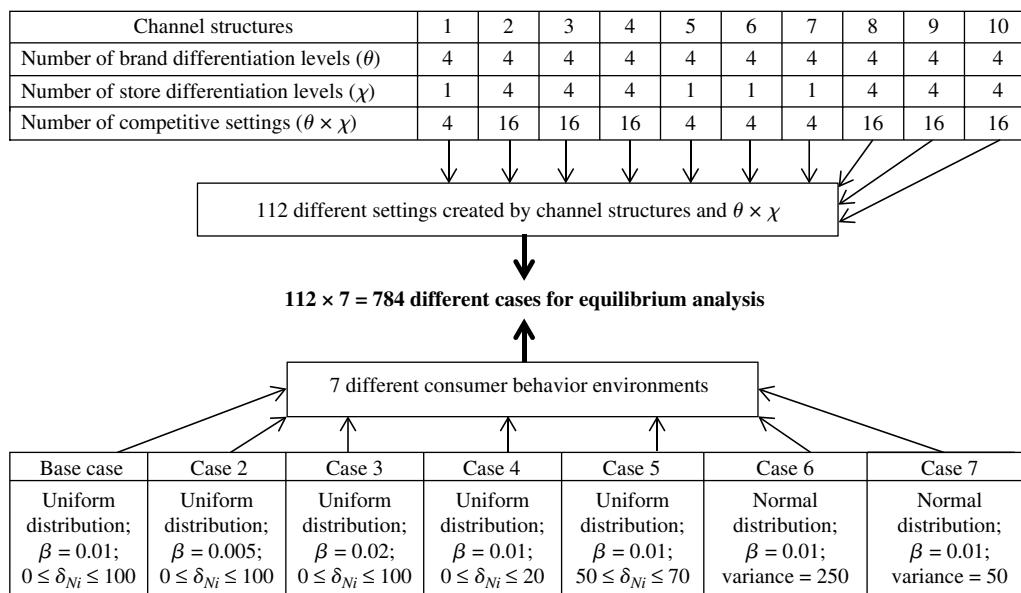 Channel structures 1 2 3 4 5 6 7 8 9 10
Number of brand differentiation levels (θ) 4 4 4 4 4 4 4 4 4 4
Number of store differentiation levels (χ) 1 4 4 4 1 1 1 4 4 4
Number of competitive settings (θ × χ) 4 16 16 16 4 4 4 16 16 16
112 different settings created by channel structures and θ × χ
112 × 7 = 784 different cases for equilibrium analysis
7 different consumer behavior environments
Base case Case 2 Case 3 Case 4 Case 5 Case 6 Case 7
Uniform Uniform Uniform Uniform Uniform Normal Normal
distribution; distribution; distribution; distribution; distribution; distribution; distribution;
β = 0.01; β = 0.005; β = 0.02; β = 0.01; β = 0.01; β = 0.01; β = 0.01;
0 ≤ δNi ≤ 100 0 ≤ δNi ≤ 100 0 ≤ δNi ≤ 100 0 ≤ δNi ≤ 20 50 ≤ δNi ≤ 70 variance = 250 variance = 50